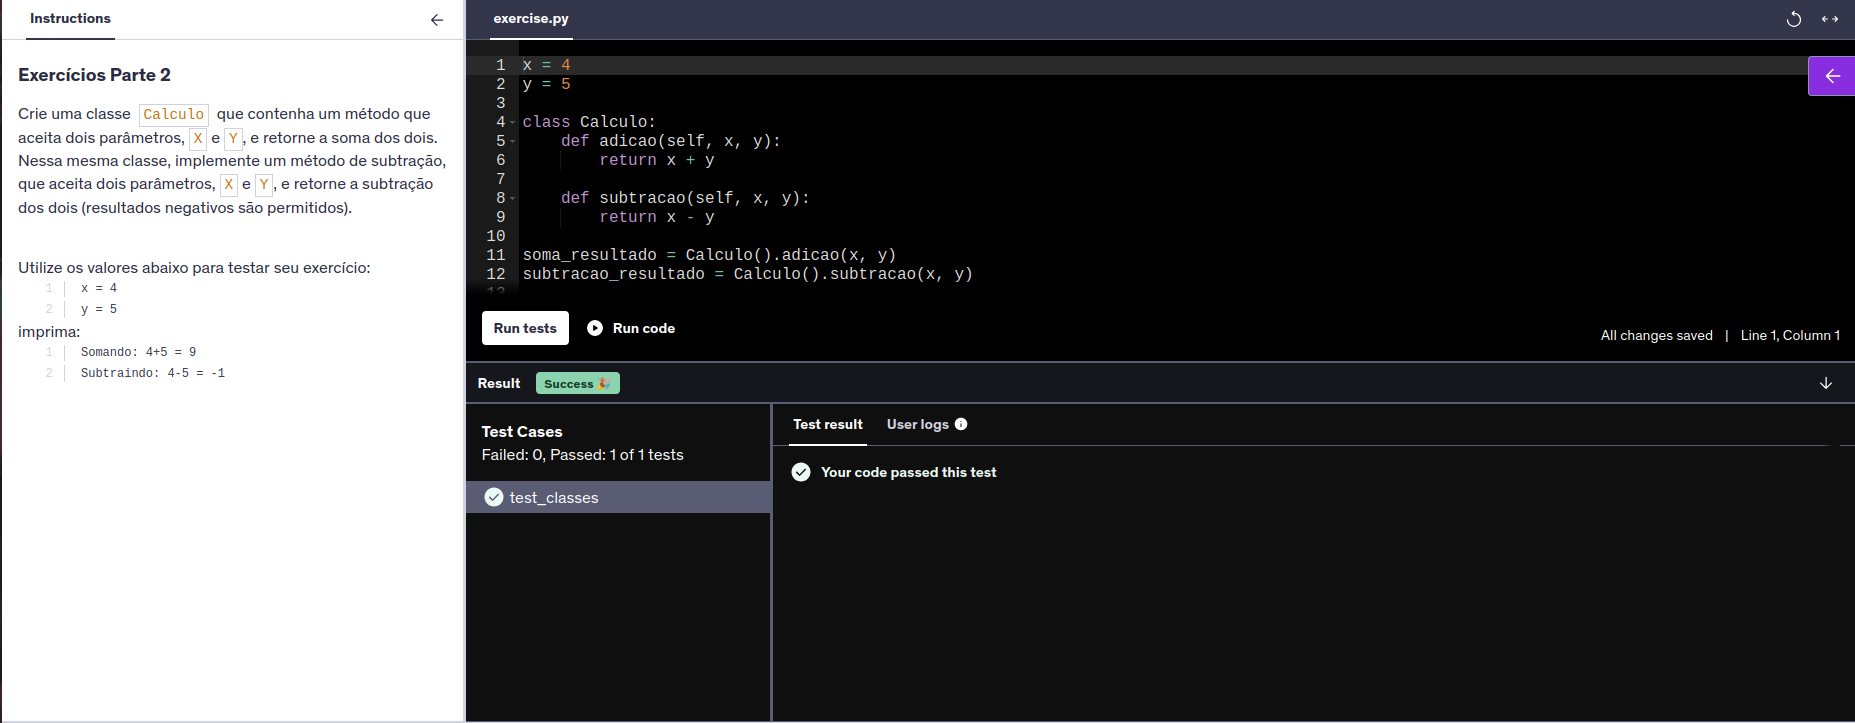 Instructions
Exercícios Parte 2
Crie uma classe Calculo que contenha um método que
aceita dois parâmetros, X e Y, e retorne a soma dos dois.
Nessa mesma classe, implemente um método de subtração,
que aceita dois parâmetros, X e Y, e retorne a subtração
dos dois (resultados negativos são permitidos).
Utilize os valores abaixo para testar seu exercício:
1 x = 4
2 y = 5
imprima:
1 Somando: 4+5 = 9
2 Subtraindo: 4-5 = -1
exercise.py
1 x = 4
2 y = 5
3
4 class Calculo:
5 def adicao(self, x, y):
6 return x + y
7
8 def subtracao(self, x, y):
9 return x - y
10
11 soma_resultado = Calculo().adicao(x, y)
12 subtracao_resultado = Calculo().subtracao(x, y)
13
Run tests
Run code
All changes saved | Line 1, Column 1
Result
Success 🎉
Test Cases
Failed: 0, Passed: 1 of 1 tests
test_classes
Test result
User logs
Your code passed this test